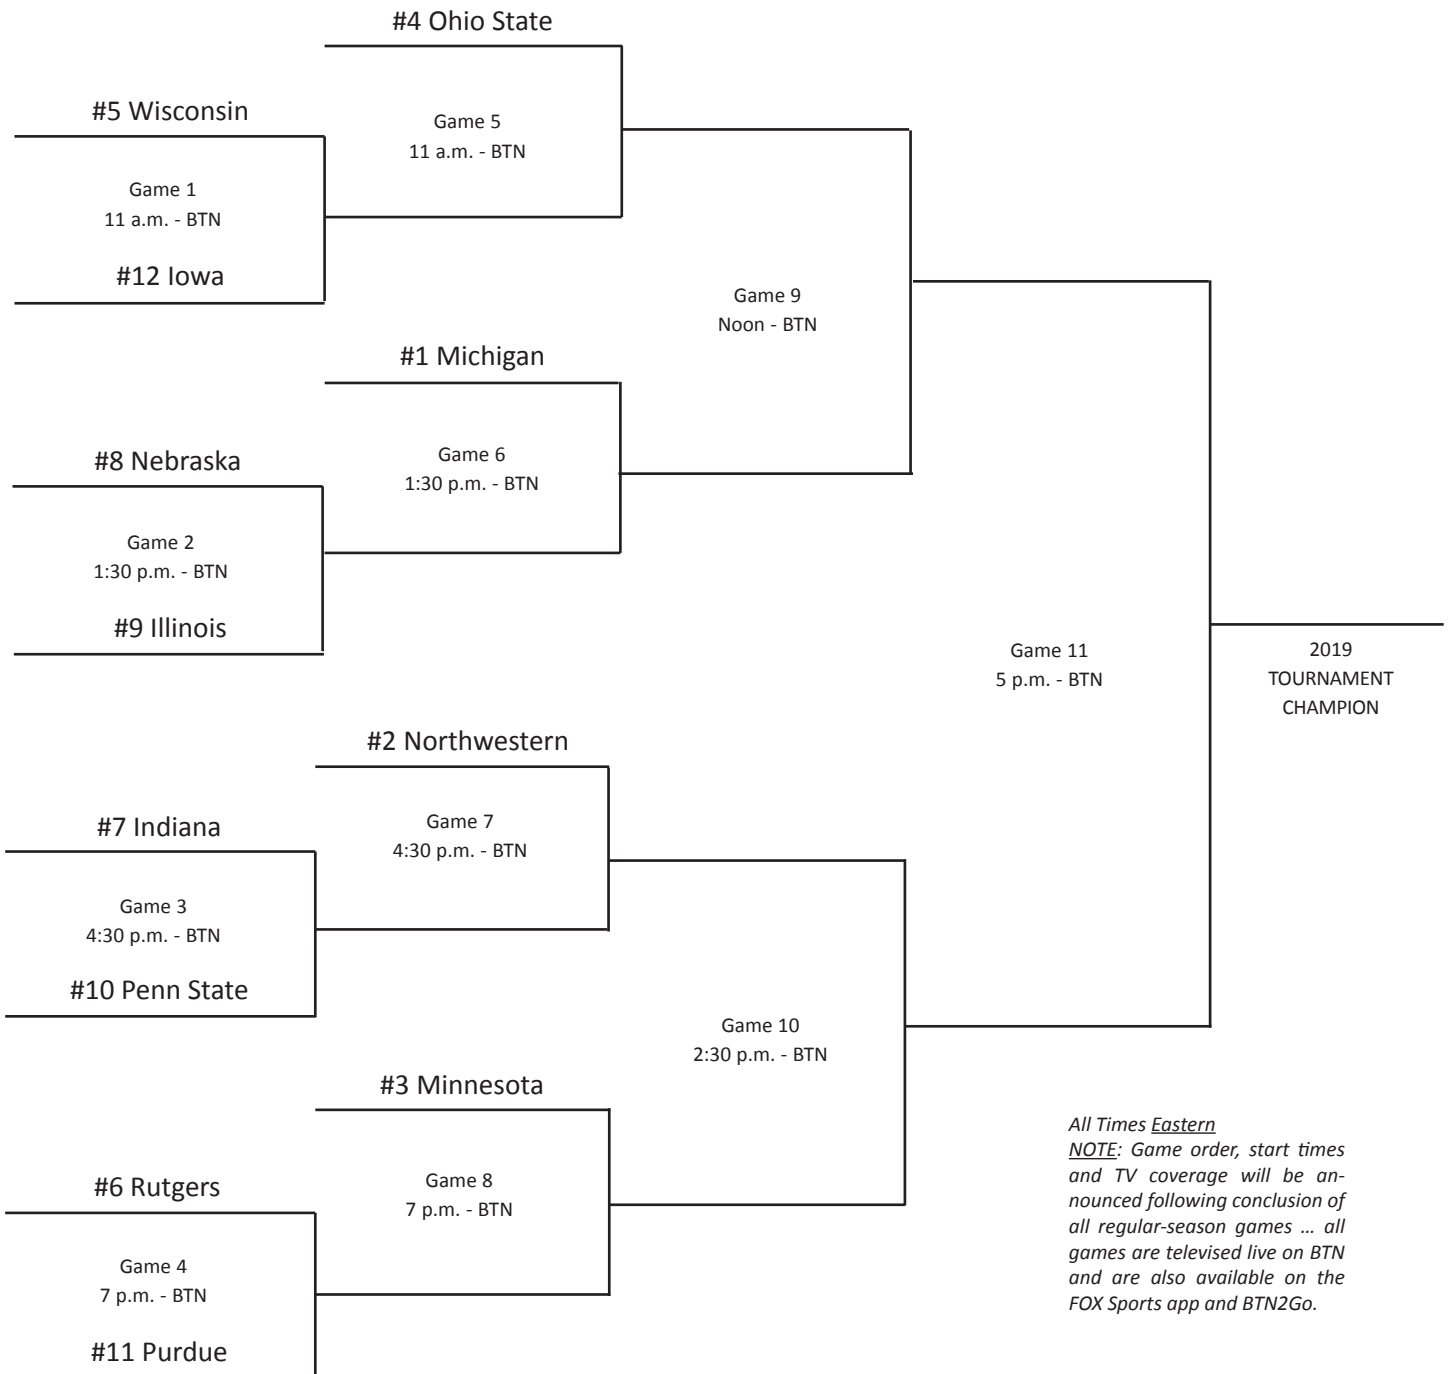 #4 Ohio State
#5 Wisconsin
Game 5
11 a.m. - BTN
Game 1
11 a.m. - BTN
#12 Iowa
Game 9
Noon - BTN
#1 Michigan
#8 Nebraska
Game 6
1:30 p.m. - BTN
Game 2
1:30 p.m. - BTN
#9 Illinois
Game 11
5 p.m. - BTN
2019
TOURNAMENT
CHAMPION
#2 Northwestern
#7 Indiana
Game 7
4:30 p.m. - BTN
Game 3
4:30 p.m. - BTN
#10 Penn State
Game 10
2:30 p.m. - BTN
#3 Minnesota
#6 Rutgers
Game 8
7 p.m. - BTN
Game 4
7 p.m. - BTN
#11 Purdue
All Times Eastern
NOTE: Game order, start times
and TV coverage will be an-
nounced following conclusion of
all regular-season games ... all
games are televised live on BTN
and are also available on the
FOX Sports app and BTN2Go.